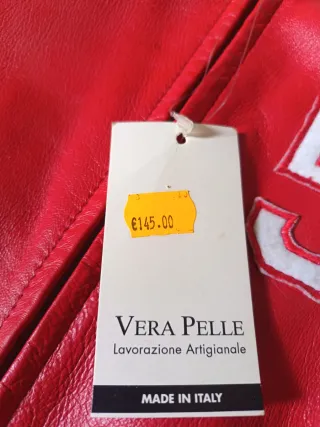 €145.00
VERA PELLE
Lavorazione Artigianale
MADE IN ITALY